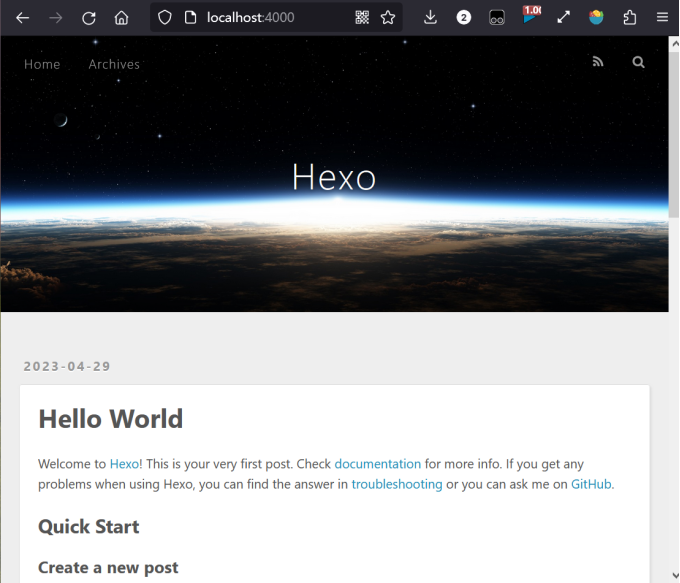 localhost:4000
2
1.00
Home
Archives
Hexo
2023-04-29
Hello World
Welcome to Hexo! This is your very first post. Check documentation for more info. If you get any
problems when using Hexo, you can find the answer in troubleshooting or you can ask me on GitHub.
Quick Start
Create a new post